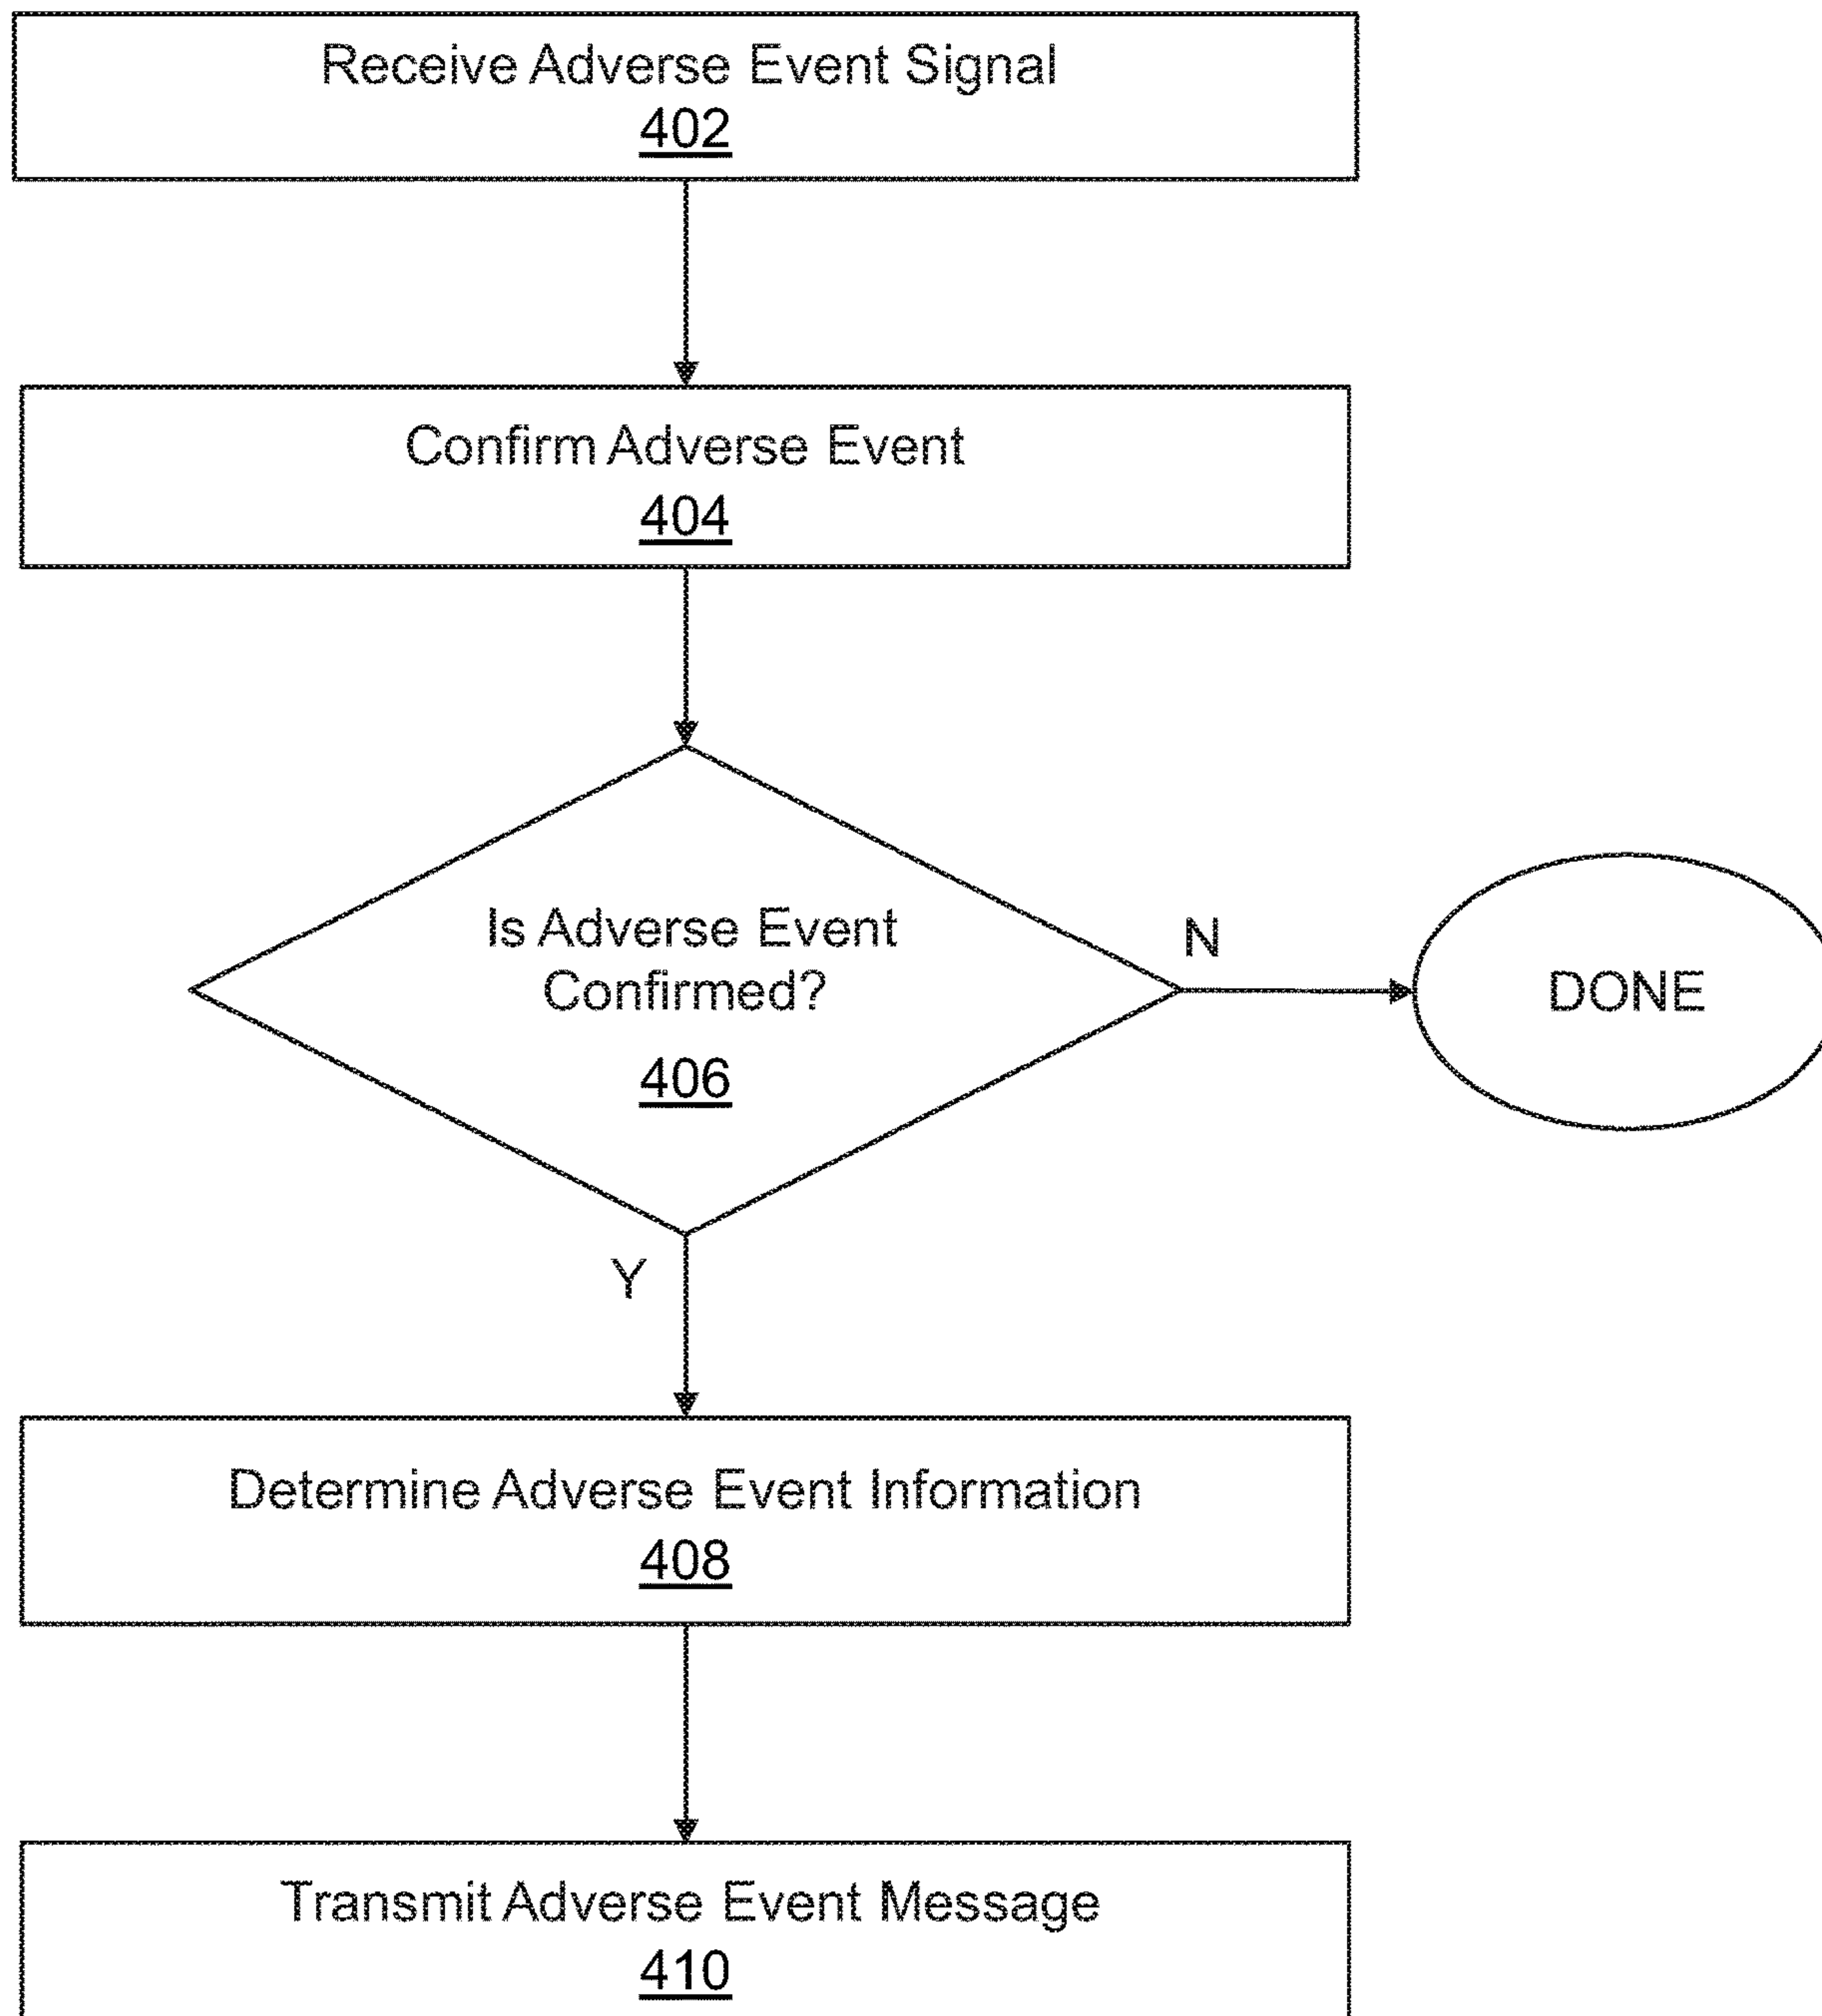 Receive Adverse Event Signal
402
Confirm Adverse Event
404
Is Adverse Event
Confirmed?
406
N
DONE
Y
Determine Adverse Event Information
408
Transmit Adverse Event Message
410